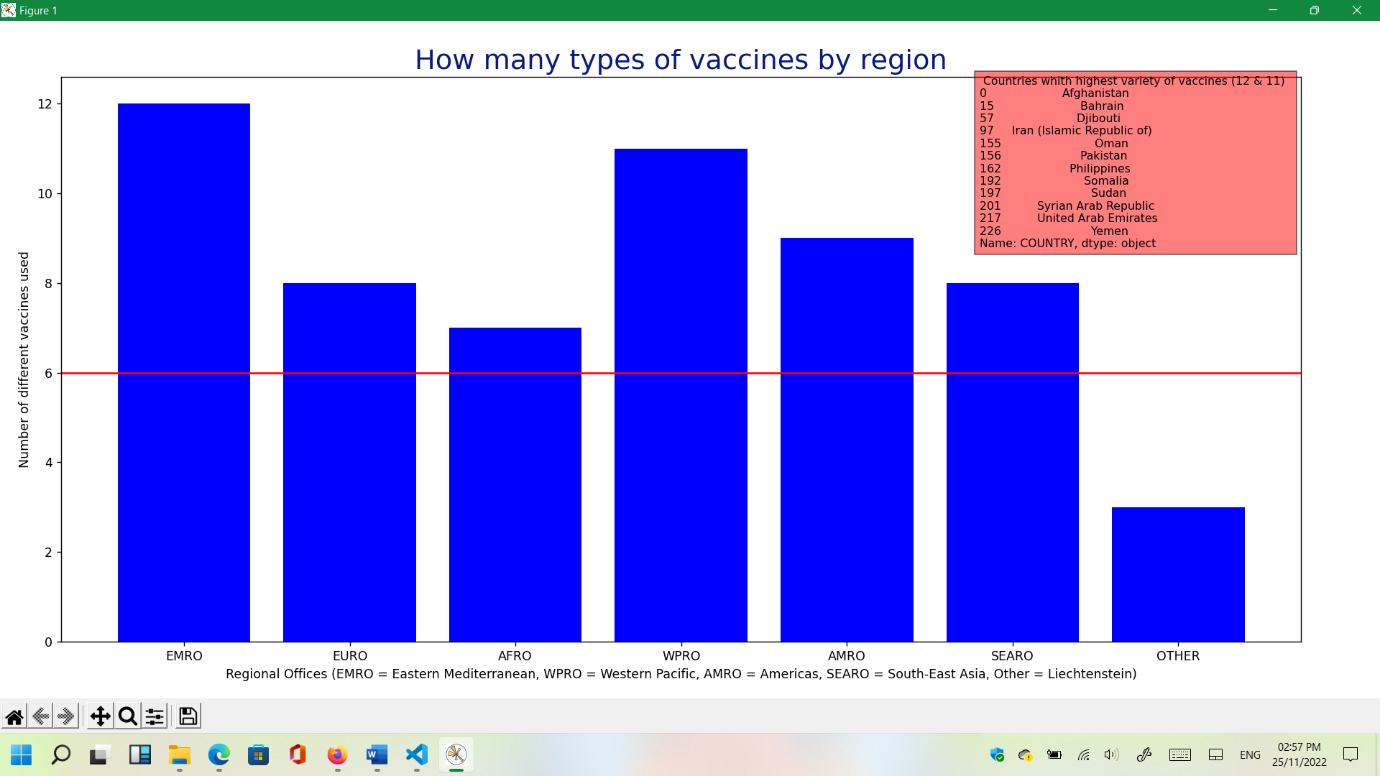 Figure 1
How many types of vaccines by region
Countries whith highest variety of vaccines (12 & 11)
0 Afghanistan
15 Bahrain
57 Djibouti
97 Iran (Islamic Republic of)
155 Oman
156 Pakistan
162 Philippines
192 Somalia
197 Sudan
201 Syrian Arab Republic
217 United Arab Emirates
226 Yemen
Name: COUNTRY, dtype: object
Number of different vaccines used
12
10
8
6
4
2
0
EMRO EURO AFRO WPRO AMRO SEARO OTHER
Regional Offices (EMRO = Eastern Mediterranean, WPRO = Western Pacific, AMRO = Americas, SEARO = South-East Asia, Other = Liechtenstein)
ENG
02:57 PM
25/11/2022